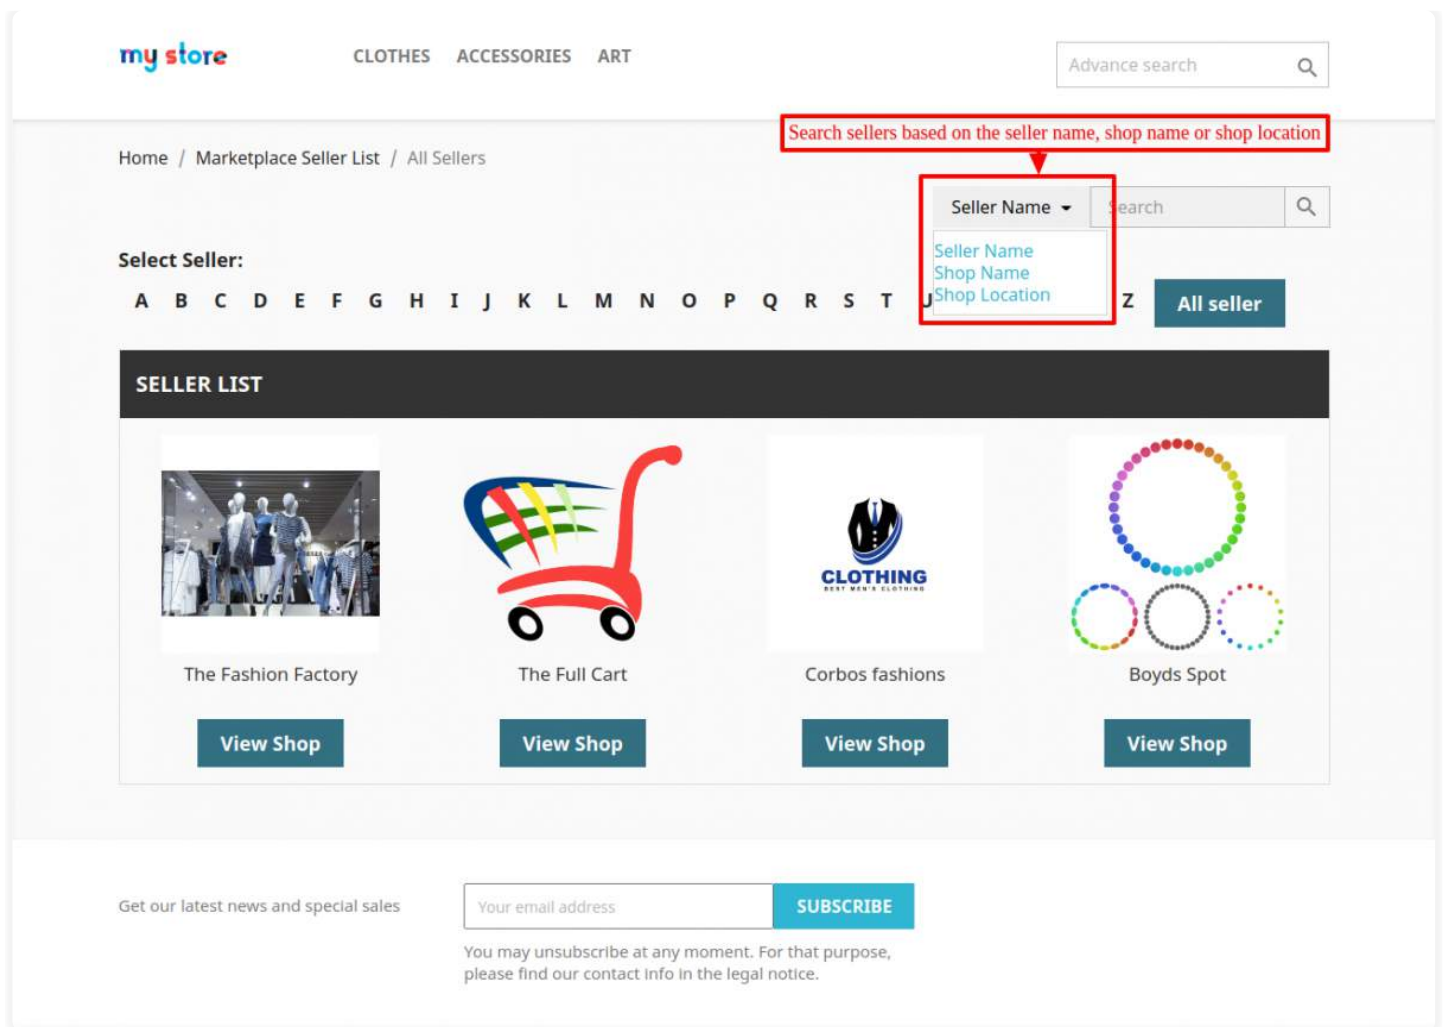 my store
CLOTHES ACCESSORIES ART
Advance search
Search sellers based on the seller name, shop name or shop location
Home / Marketplace Seller List / All Sellers
Seller Name
Search
Seller Name
Shop Name
Shop Location
Select Seller:
A B C D E F G H I J K L M N O P Q R S T U Z All seller
SELLER LIST
CLOTHING
BEST MEN'S CLOTHING
The Fashion Factory The Full Cart Corbos fashions Boyds Spot
View Shop View Shop View Shop View Shop
Get our latest news and special sales
Your email address
SUBSCRIBE
You may unsubscribe at any moment. For that purpose,
please find our contact info in the legal notice.